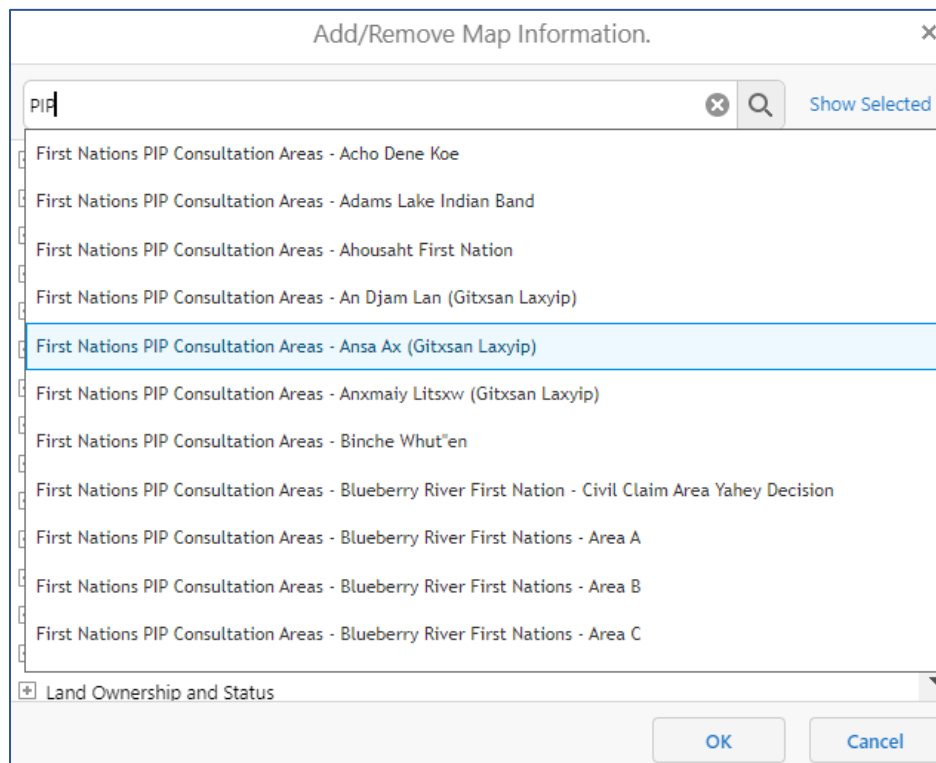 Add/Remove Map Information.
PIP
Show Selected
First Nations PIP Consultation Areas - Acho Dene Koe
First Nations PIP Consultation Areas - Adams Lake Indian Band
First Nations PIP Consultation Areas - Ahousaht First Nation
First Nations PIP Consultation Areas - An Djam Lan (Gitxsan Laxyip)
First Nations PIP Consultation Areas - Ansa Ax (Gitxsan Laxyip)
First Nations PIP Consultation Areas - Anxmaiy Litsxw (Gitxsan Laxyip)
First Nations PIP Consultation Areas - Binche Whut"en
First Nations PIP Consultation Areas - Blueberry River First Nation - Civil Claim Area Yahey Decision
First Nations PIP Consultation Areas - Blueberry River First Nations - Area A
First Nations PIP Consultation Areas - Blueberry River First Nations - Area B
First Nations PIP Consultation Areas - Blueberry River First Nations - Area C
Land Ownership and Status
OK
Cancel